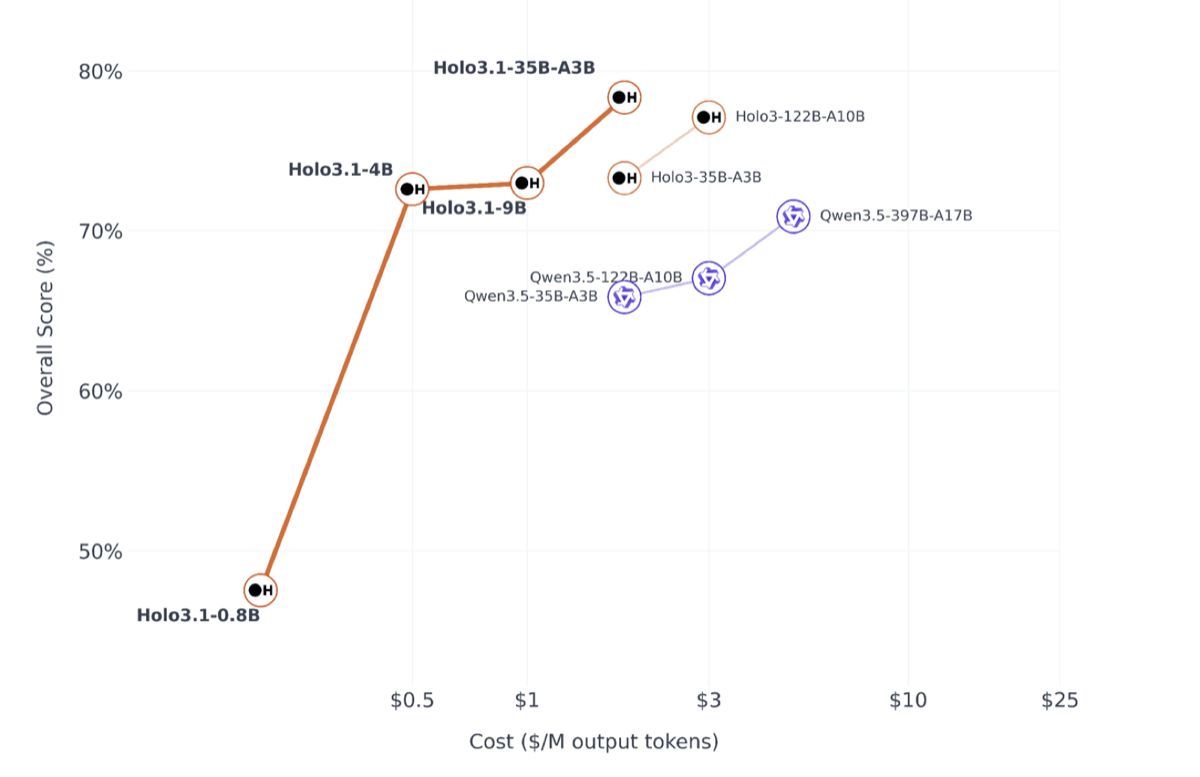 80%
Holo3.1-35B-A3B
Holo3-122B-A10B
Holo3.1-4B
Holo3-35B-A3B
Holo3.1-9B
Qwen3.5-397B-A17B
70%
Qwen3.5-122B-A10B
Qwen3.5-35B-A3B
Overall Score (%)
60%
50%
Holo3.1-0.8B
$0.5
$1
$3
$10
$25
Cost ($/M output tokens)
H
H
H
H
H
H